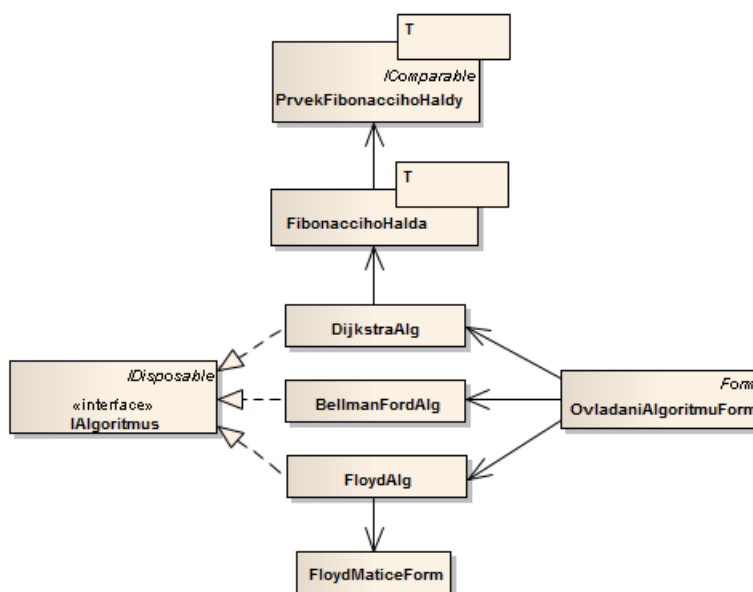 T
IComparable
PrvekFibonaccihoHaldy
T
FibonaccihoHalda
DijkstraAlg
IDisposable
«interface»
IAlgoritmus
BellmanFordAlg
Form
OvladaniAlgoritmuForm
FloydAlg
FloydMaticeForm